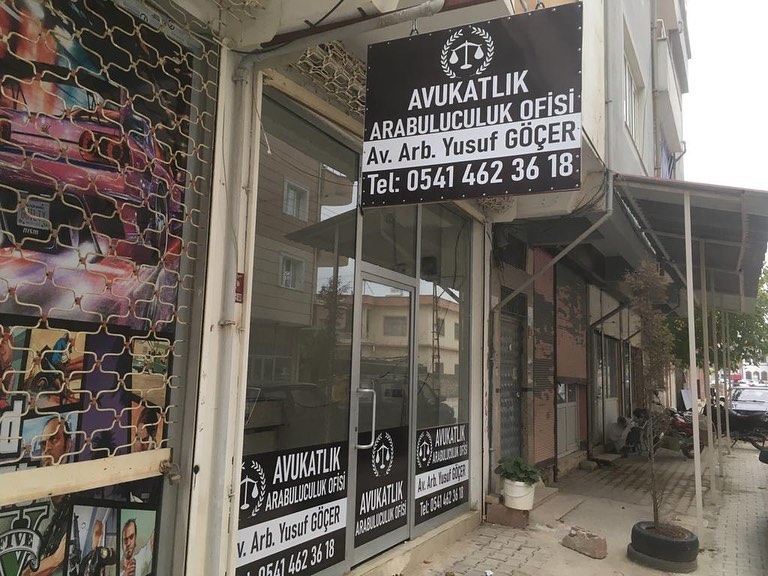 AVUKATLIK
ARABULUCULUK OFİSİ
Av. Arb. Yusuf GÖÇER
Tel: 0541 462 36 18
AVUKATLIK
ARABULUCULUK OFİSİ
Av. Arb. Yusuf GÖÇER
0541 462 36 18
AVUKATLIK
ARABULUCULUK OFİSİ
AVUKATLIK
ARABULUCULUK OFİSİ
Av. Arb. Yusuf GÖÇER
Tel: 0541 462 36 18
V
FIVE